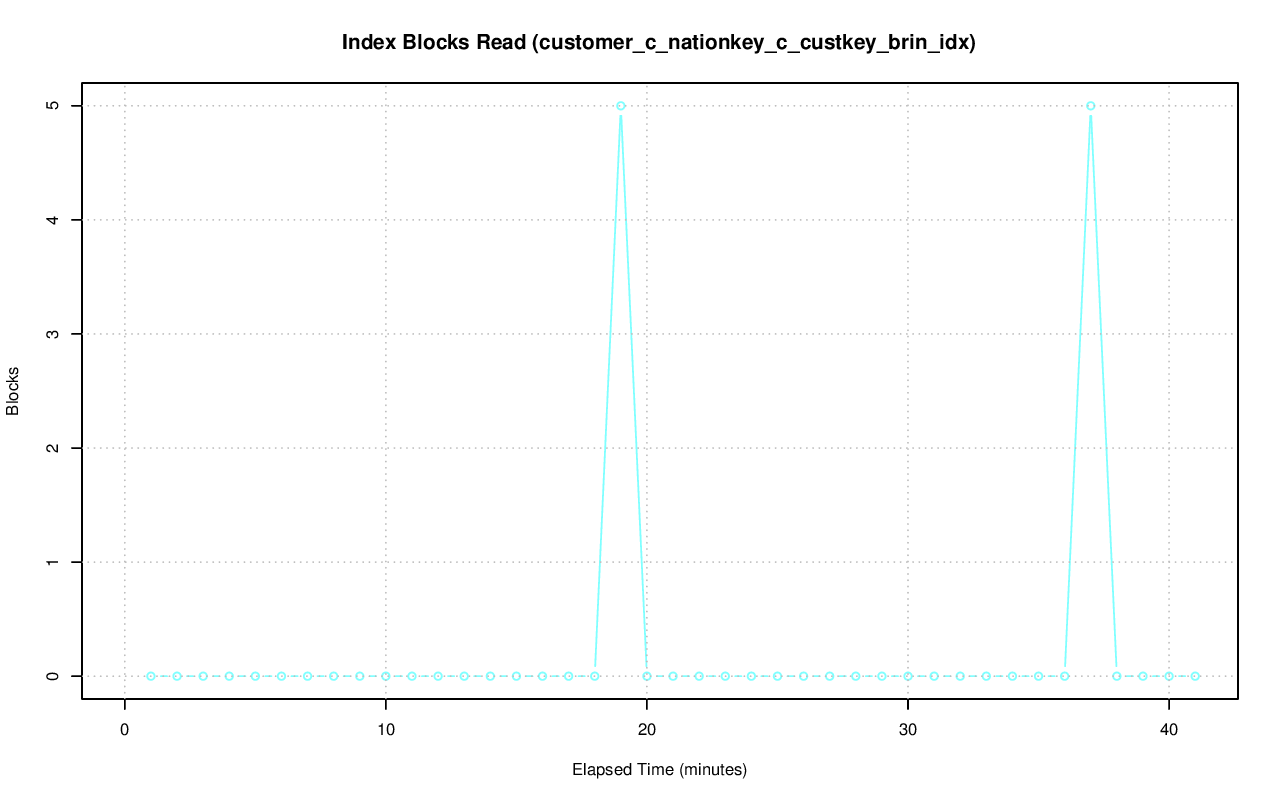 Index Blocks Read (customer_c_nationkey_c_custkey_brin_idx)
Blocks
5
4
3
2
1
0
0 10 20 30 40
Elapsed Time (minutes)